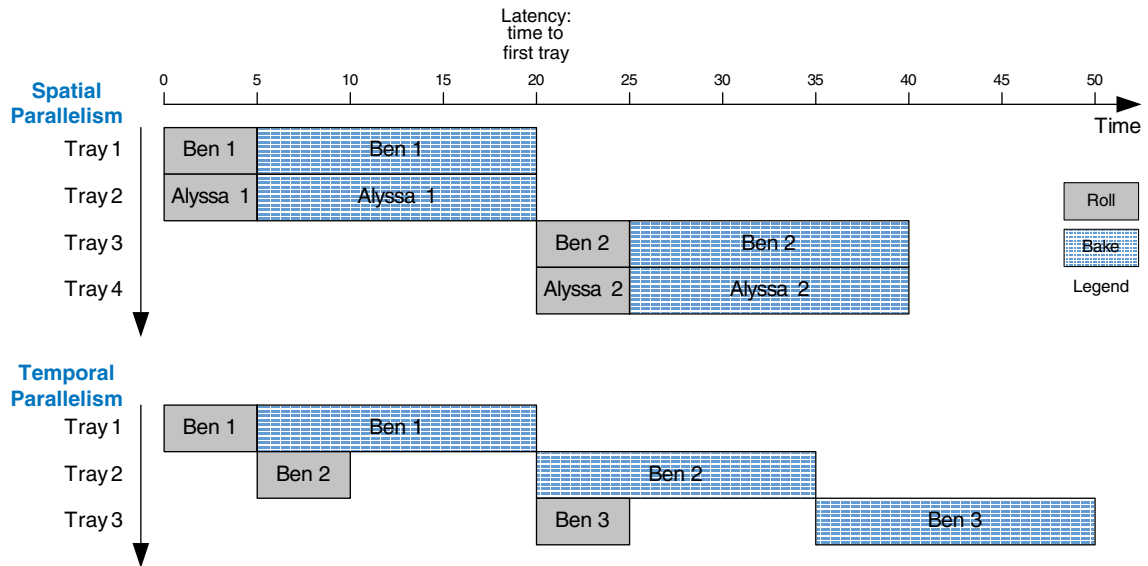 Latency:
time to
first tray
0 5 10 15 20 25 30 35 40 45 50
Time
Spatial
Parallelism
Tray 1
Ben 1 Ben 1
Tray 2
Alyssa 1 Alyssa 1
Tray 3
Ben 2 Ben 2
Tray 4
Alyssa 2 Alyssa 2
Roll
Bake
Legend
Temporal
Parallelism
Tray 1
Ben 1 Ben 1
Tray 2
Ben 2 Ben 2
Tray 3
Ben 3 Ben 3